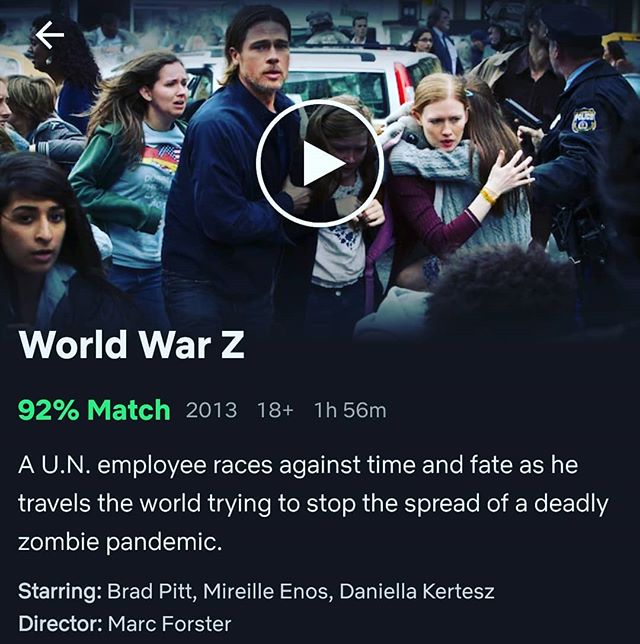 POLICE
World War Z
92% Match 2013 18+ 1h 56m
A U.N. employee races against time and fate as he
travels the world trying to stop the spread of a deadly
zombie pandemic.
Starring: Brad Pitt, Mireille Enos, Daniella Kertesz
Director: Marc Forster